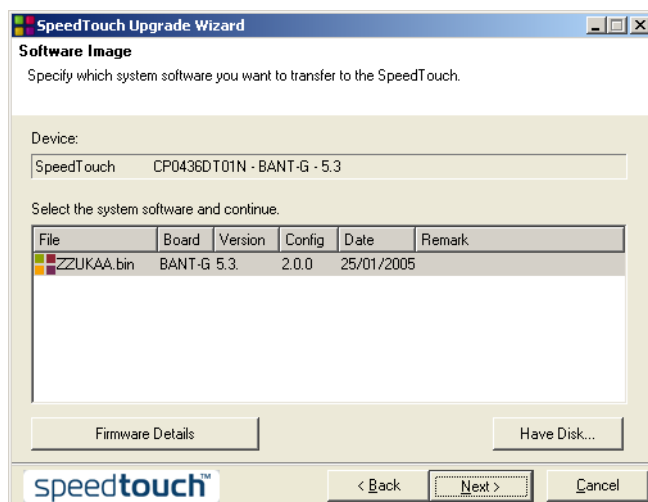 SpeedTouch Upgrade Wizard
Software Image
Specify which system software you want to transfer to the SpeedTouch.
Device:
SpeedTouch CP0436DT01N - BANT-G - 5.3
Select the system software and continue.
File Board Version Config Date Remark
ZZUKAA.bin BANT-G 5.3. 2.0.0 25/01/2005
Firmware Details Have Disk...
speedtouch™ < Back Next > Cancel